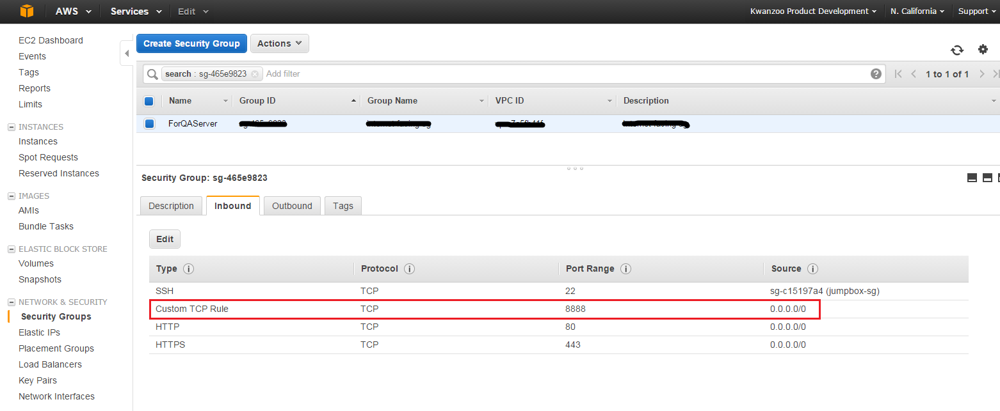 AWS Services Edit Kwanzoo Product Development N. California Support
EC2 Dashboard
Events
Tags
Reports
Limits
INSTANCES
Instances
Spot Requests
Reserved Instances
IMAGES
AMIs
Bundle Tasks
ELASTIC BLOCK STORE
Volumes
Snapshots
NETWORK & SECURITY
Security Groups
Elastic IPs
Placement Groups
Load Balancers
Key Pairs
Network Interfaces
Create Security Group Actions
search : sg-465e9823 Add filter 1 to 1 of 1
Name Group ID Group Name VPC ID Description
ForQAServer
Security Group: sg-465e9823
Description Inbound Outbound Tags
Edit
Type Protocol Port Range Source
SSH TCP 22 sg-c15197a4 (jumpbox-sg)
Custom TCP Rule TCP 8888 0.0.0.0/0
HTTP TCP 80 0.0.0.0/0
HTTPS TCP 443 0.0.0.0/0